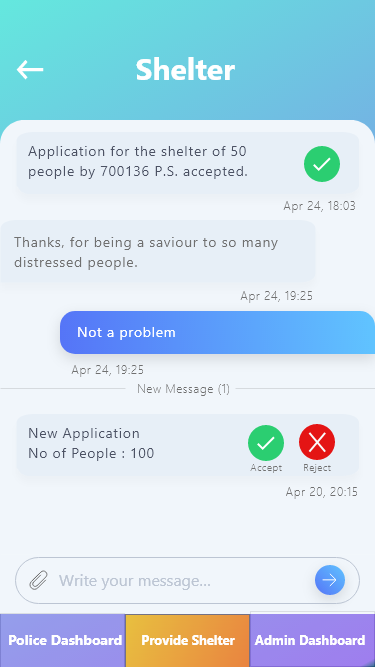 Shelter
Application for the shelter of 50
people by 700136 P.S. accepted.
Apr 24, 18:03
Thanks, for being a saviour to so many
distressed people.
Apr 24, 19:25
Not a problem
Apr 24, 19:25
New Message (1)
New Application
No of People : 100
Accept Reject
Apr 20, 20:15
Write your message...
Police Dashboard Provide Shelter Admin Dashboard